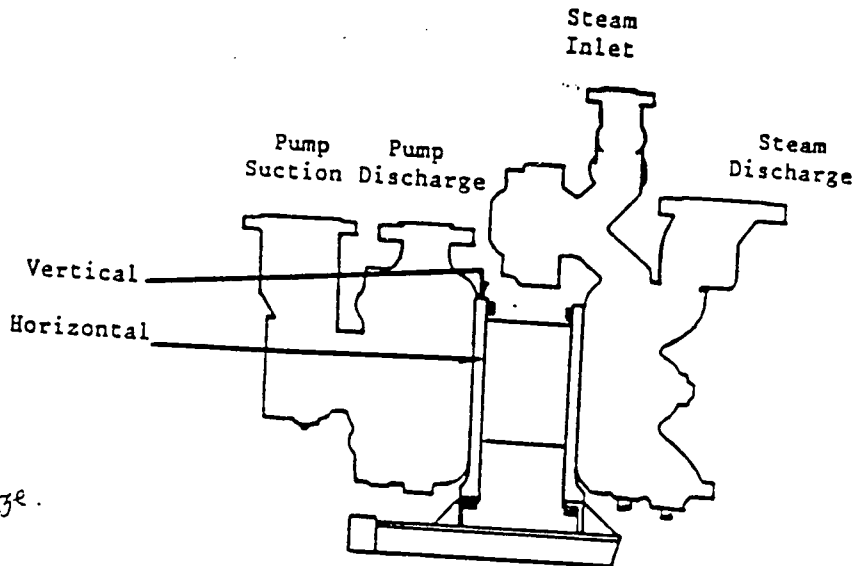 Steam
Inlet
Pump
Suction
Pump
Discharge
Steam
Discharge
Vertical
Horizontal